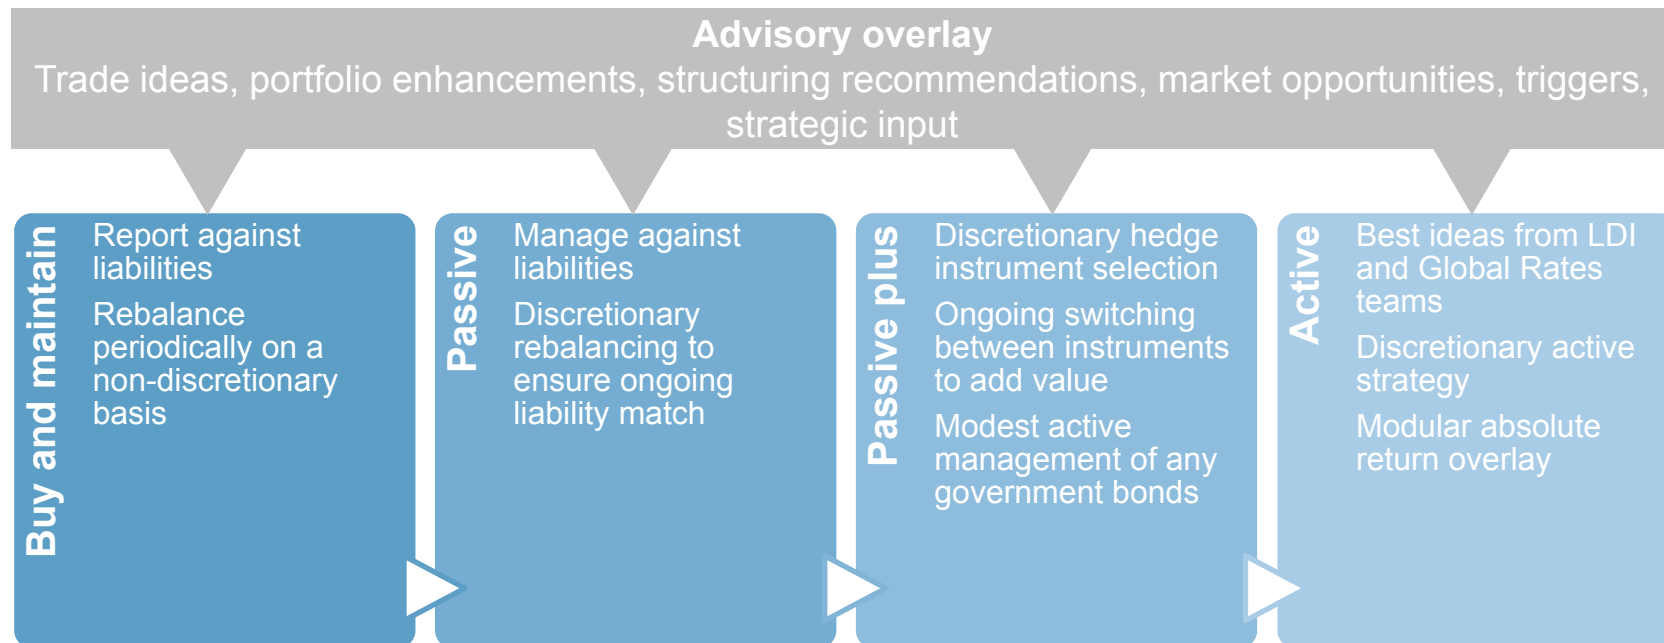 Advisory overlay
Trade ideas, portfolio enhancements, structuring recommendations, market opportunities, triggers,
strategic input
Buy and maintain
Report against
liabilities
Rebalance
periodically on a
non-discretionary
basis
Passive
Manage against
liabilities
Discretionary
rebalancing to
ensure ongoing
liability match
Passive plus
Discretionary hedge
instrument selection
Ongoing switching
between instruments
to add value
Modest active
management of any
government bonds
Active
Best ideas from LDI
and Global Rates
teams
Discretionary active
strategy
Modular absolute
return overlay